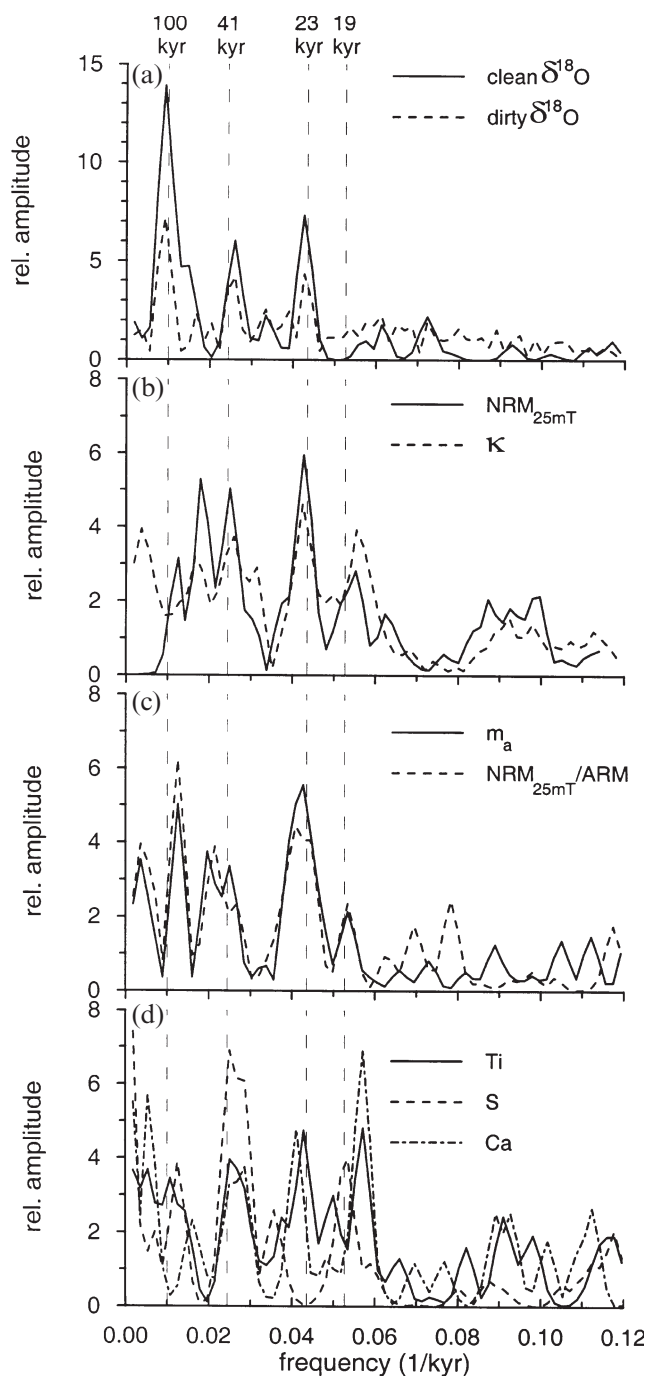 100 41 23 19
kyr kyr kyr kyr
15 (a) clean δ¹⁸O
dirty δ¹⁸O
10
rel. amplitude
5
0
8 (b) NRM25mT
κ
6
rel. amplitude
4
2
0
8 (c) ma
NRM25mT/ARM
6
rel. amplitude
4
2
0
8 (d) Ti
S
6
Ca
rel. amplitude
4
2
0
0.00 0.02 0.04 0.06 0.08 0.10 0.12
frequency (1/kyr)